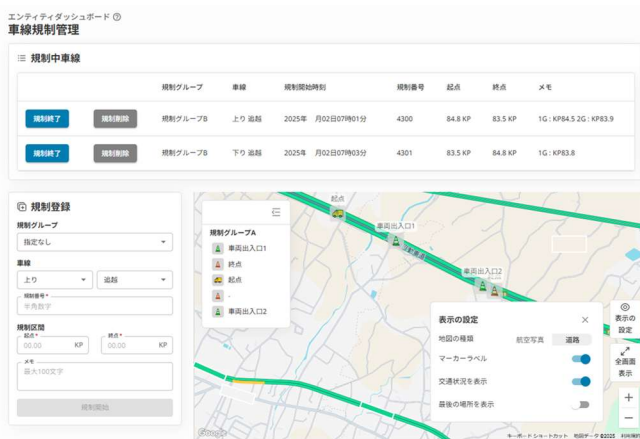 エンティティダッシュボード
車線規制管理
規制中車線
規制グループ 車線 規制開始時刻 規制番号 起点 終点 メモ
規制終了 規制削除 規制グループB 上り 追越 2025年 月02日07時01分 4300 84.8 KP 83.5 KP 1G : KP84.5 2G : KP83.9
規制終了 規制削除 規制グループB 下り 追越 2025年 月02日07時03分 4301 83.5 KP 84.8 KP 1G : KP83.8
規制登録
規制グループ
指定なし
車線
上り 追越
規制番号*
半角数字
規制区間
起点* 終点*
00.00 KP 00.00 KP
メモ
最大100文字
規制開始
規制グループA
車両出入口1
終点
起点
-
車両出入口2
起点
車両出入口1
車両出入口2
表示の設定
地図の種類 航空写真 道路
マーカーラベル
交通状況を表示
最後の場所を表示
表示の
設定
全画面
表示
+
−
Google
キーボード ショートカット 地図データ ©2025 利用規約